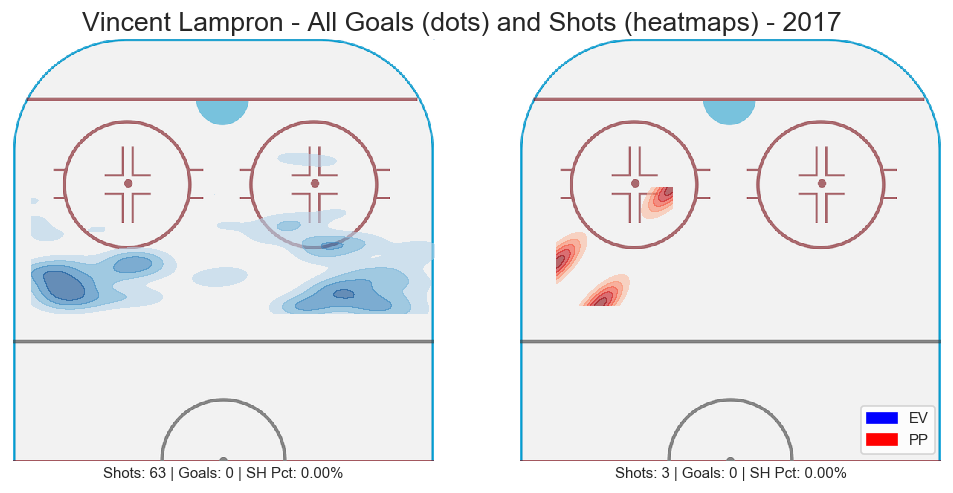 Vincent Lampron - All Goals (dots) and Shots (heatmaps) - 2017
EV
PP
Shots: 63 | Goals: 0 | SH Pct: 0.00%
Shots: 3 | Goals: 0 | SH Pct: 0.00%